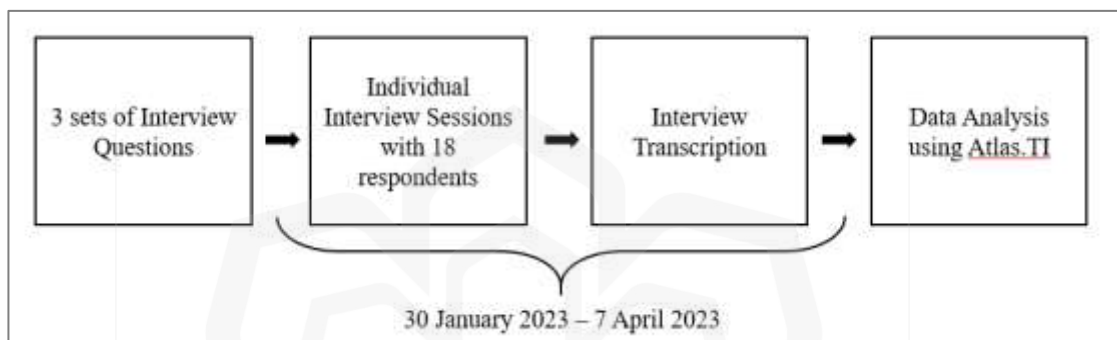 3 sets of Interview
Questions
Individual
Interview Sessions
with 18
respondents
Interview
Transcription
Data Analysis
using Atlas.TI
30 January 2023 – 7 April 2023